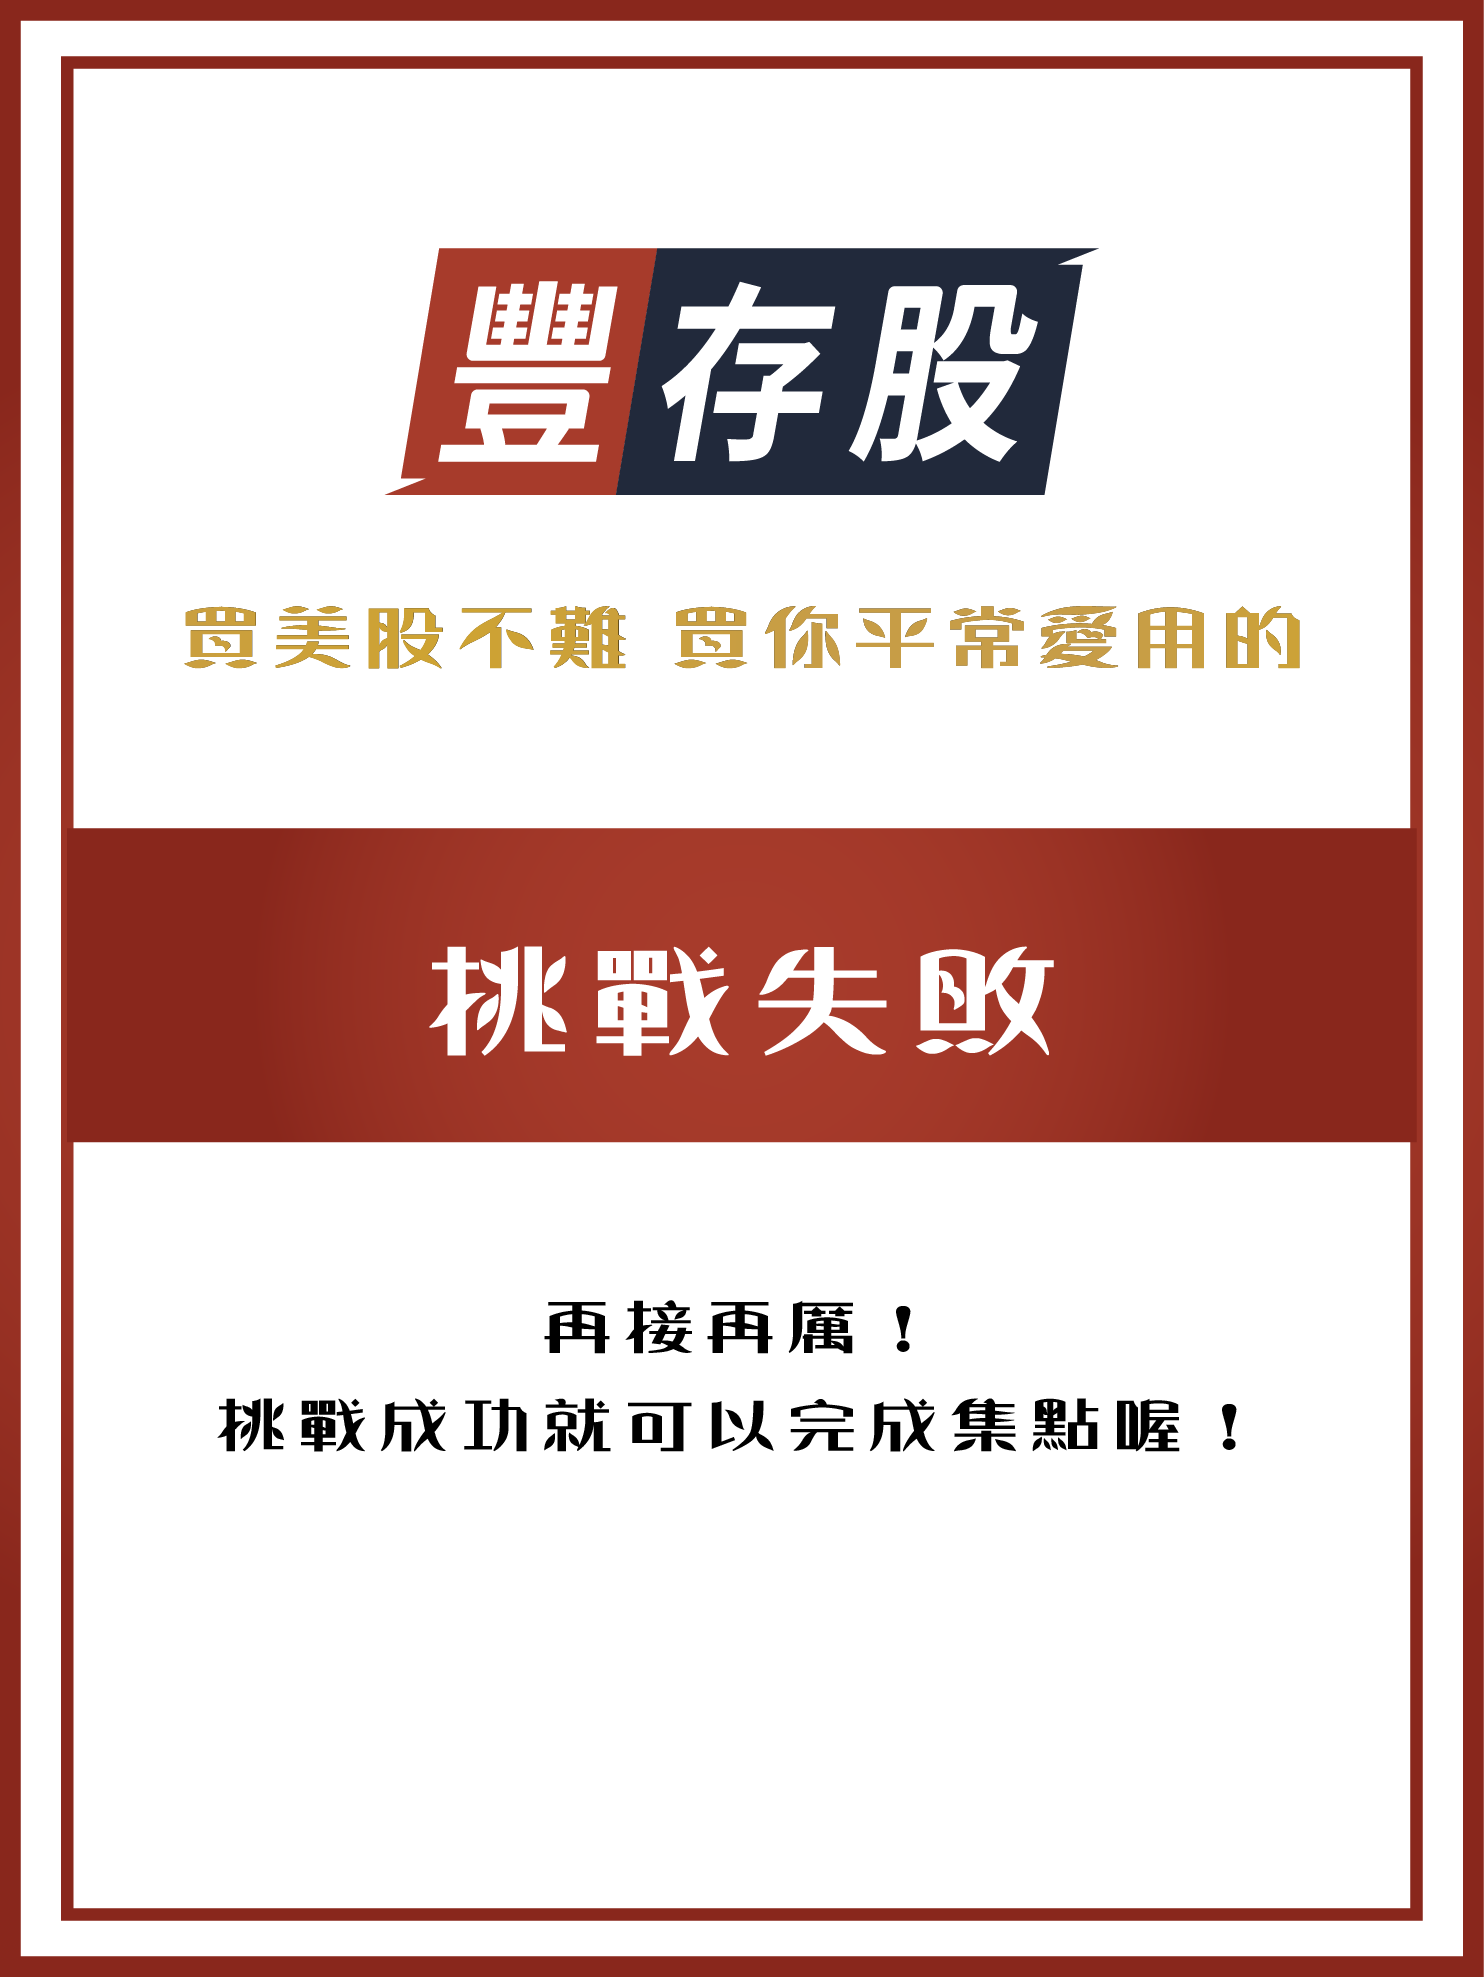 豐存股
買美股不難 買你平常愛用的
挑戰失敗
再接再厲！
挑戰成功就可以完成集點喔！